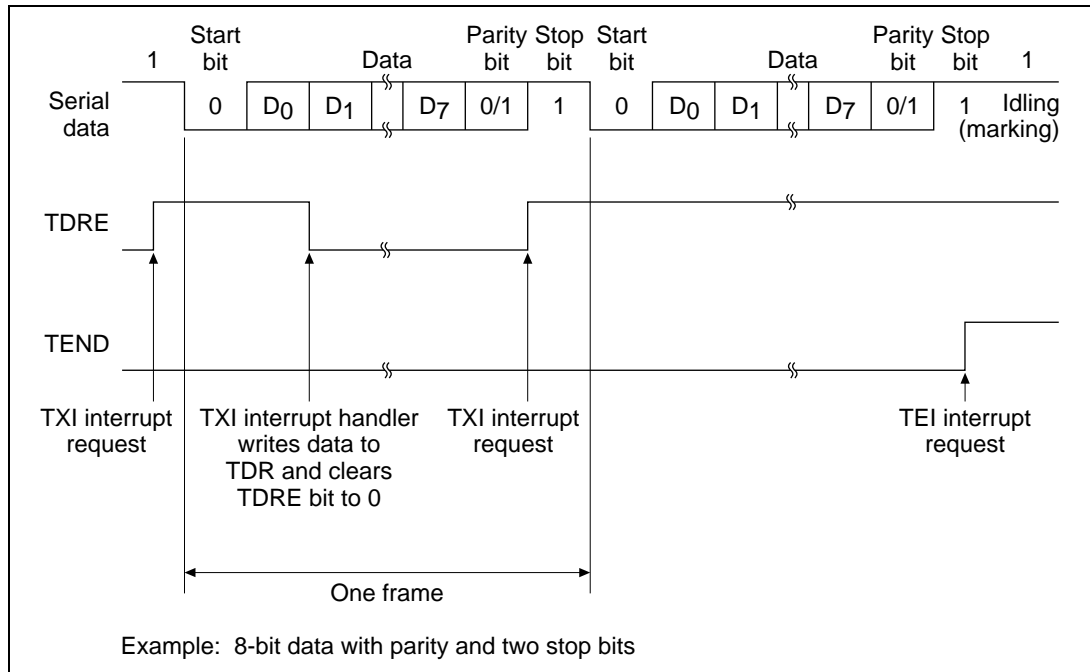 Start bit Data Parity bit Stop bit Start bit Data Parity bit Stop bit
1 1
Serial data 0 D0 D1 D7 0/1 1 0 D0 D1 D7 0/1 1 Idling (marking)
TDRE
TEND
TXI interrupt request
TXI interrupt handler writes data to TDR and clears TDRE bit to 0
TXI interrupt request
TEI interrupt request
One frame
Example: 8-bit data with parity and two stop bits